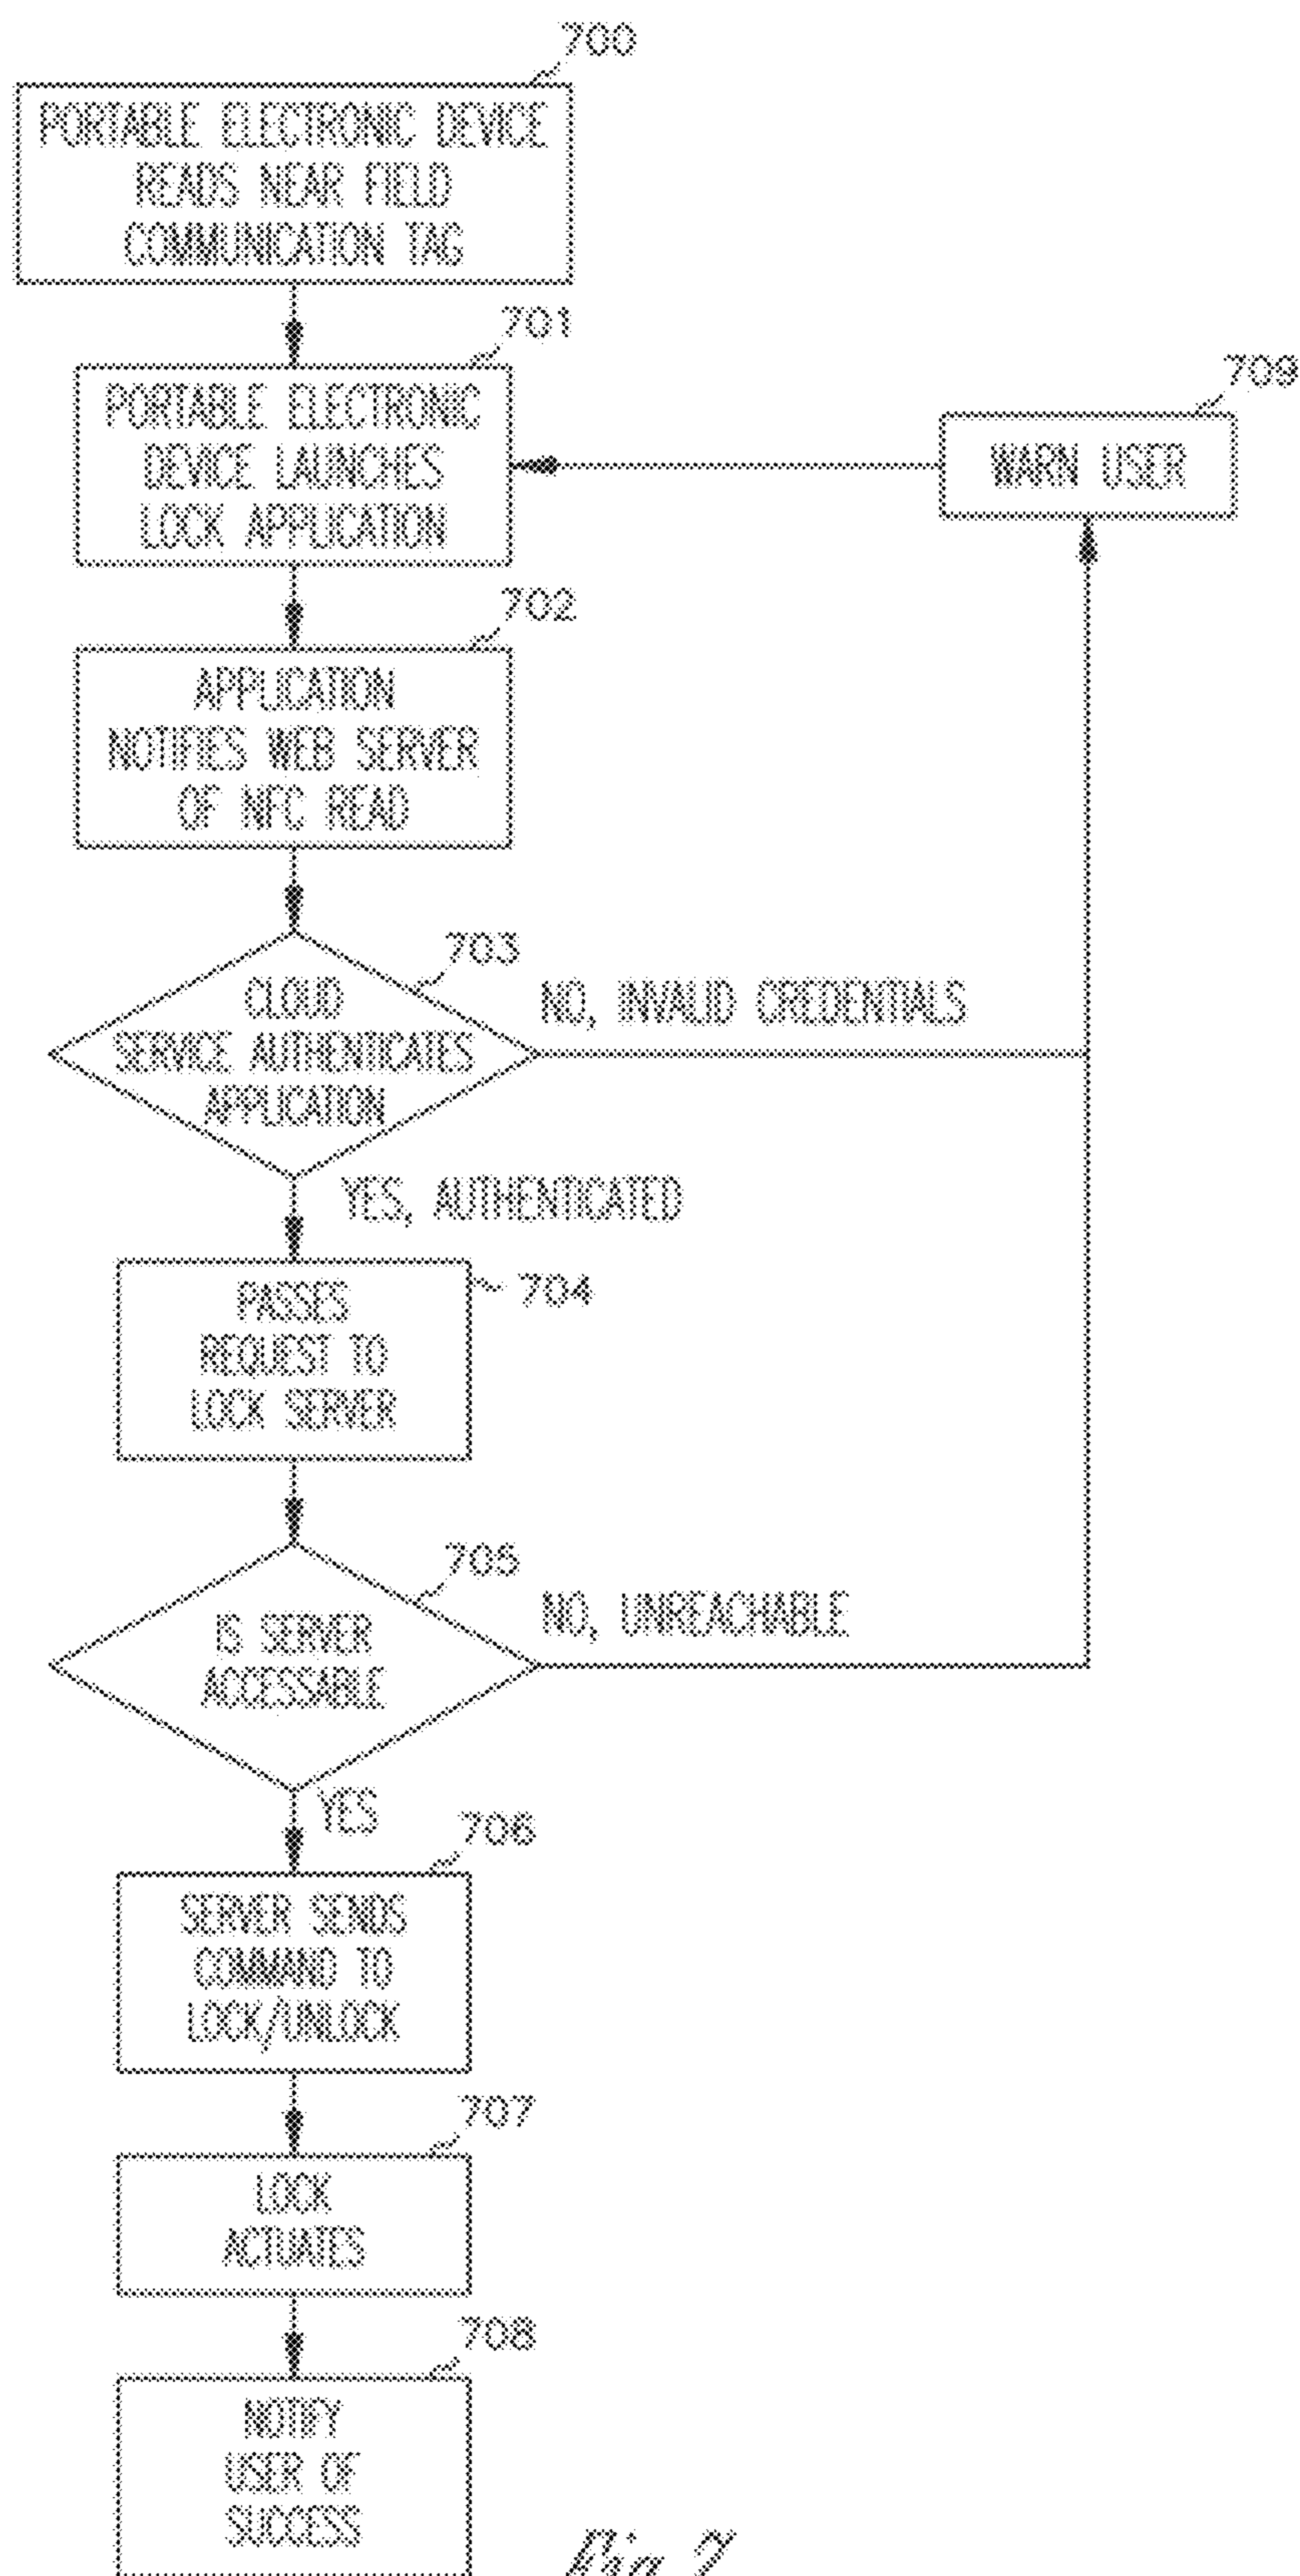 700
PORTABLE ELECTRONIC DEVICE
READS NEAR FIELD
COMMUNICATION TAG
701
PORTABLE ELECTRONIC
DEVICE LAUNCHES
LOCK APPLICATION
709
WARN USER
702
APPLICATION
NOTIFIES WEB SERVER
OF NFC READ
703
CLOUD
SERVICE AUTHENTICATES
APPLICATION
NO, INVALID CREDENTIALS
YES, AUTHENTICATED
704
PASSES
REQUEST TO
LOCK SERVER
705
IS SERVER
ACCESSABLE
NO, UNREACHABLE
YES
706
SERVER SENDS
COMMAND TO
LOCK/UNLOCK
707
LOCK
ACTUATES
708
NOTIFY
USER OF
SUCCESS
Fig. 7